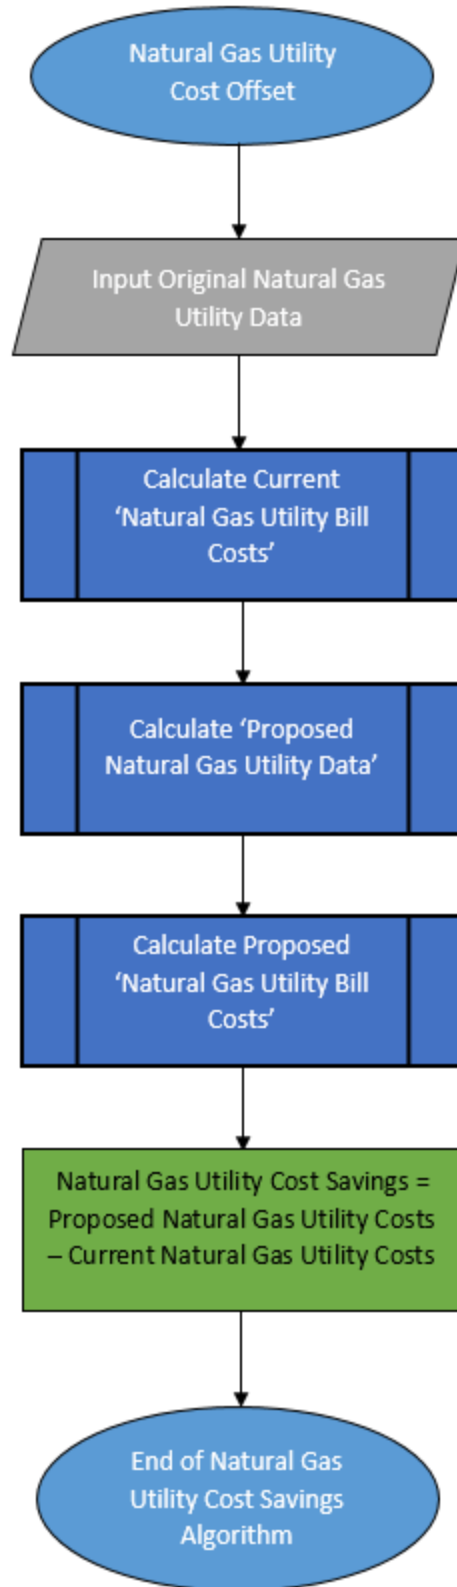 Natural Gas Utility
Cost Offset
Input Original Natural Gas
Utility Data
Calculate Current
‘Natural Gas Utility Bill
Costs’
Calculate ‘Proposed
Natural Gas Utility Data’
Calculate Proposed
‘Natural Gas Utility Bill
Costs’
Natural Gas Utility Cost Savings =
Proposed Natural Gas Utility Costs
– Current Natural Gas Utility Costs
End of Natural Gas
Utility Cost Savings
Algorithm